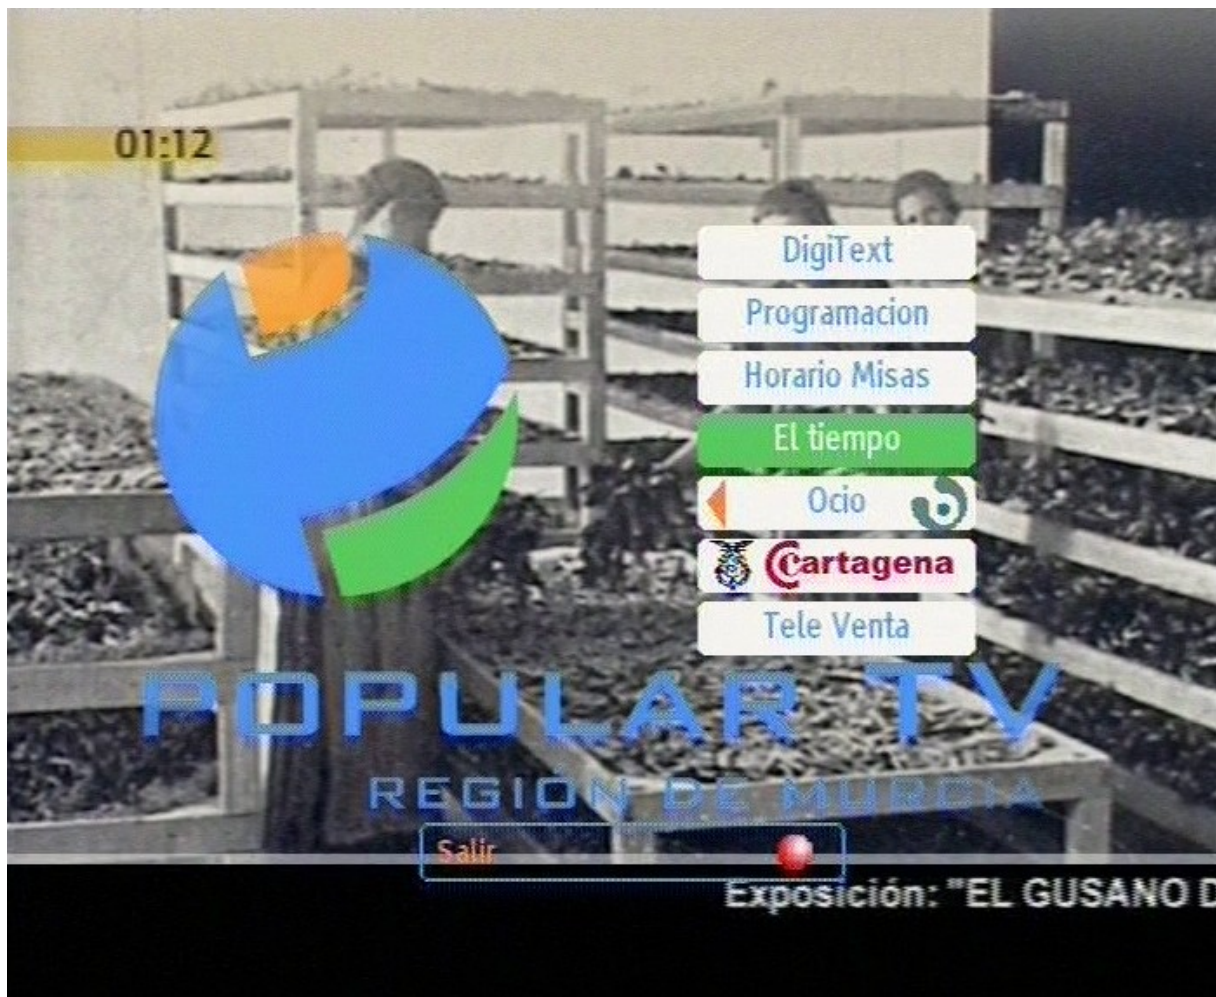 01:12
DigiText
Programacion
Horario Misas
El tiempo
Ocio
Cartagena
Tele Venta
POPULAR TV
REGIÓN DE MURCIA
Salir
Exposición: "EL GUSANO D